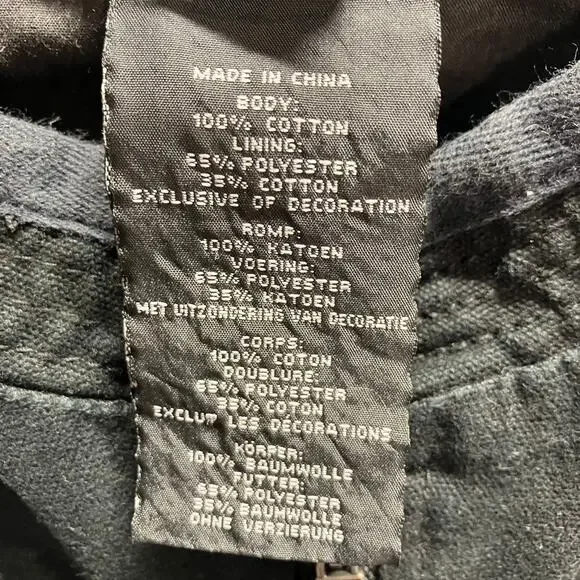 MADE IN CHINA
BODY:
100% COTTON
LINING:
65% POLYESTER
35% COTTON
EXCLUSIVE OF DECORATION
ROMP:
100% KATOEN
VOERING:
65% POLYESTER
35% KATOEN
MET UITZONDERING VAN DECORATIE
CORPS:
100% COTON
DOUBLURE:
65% POLYESTER
35% COTON
EXCLUT LES DÉCORATIONS
KÖRPER:
100% BAUMWOLLE
FUTTER:
65% POLYESTER
35% BAUMWOLLE
OHNE VERZIERUNG